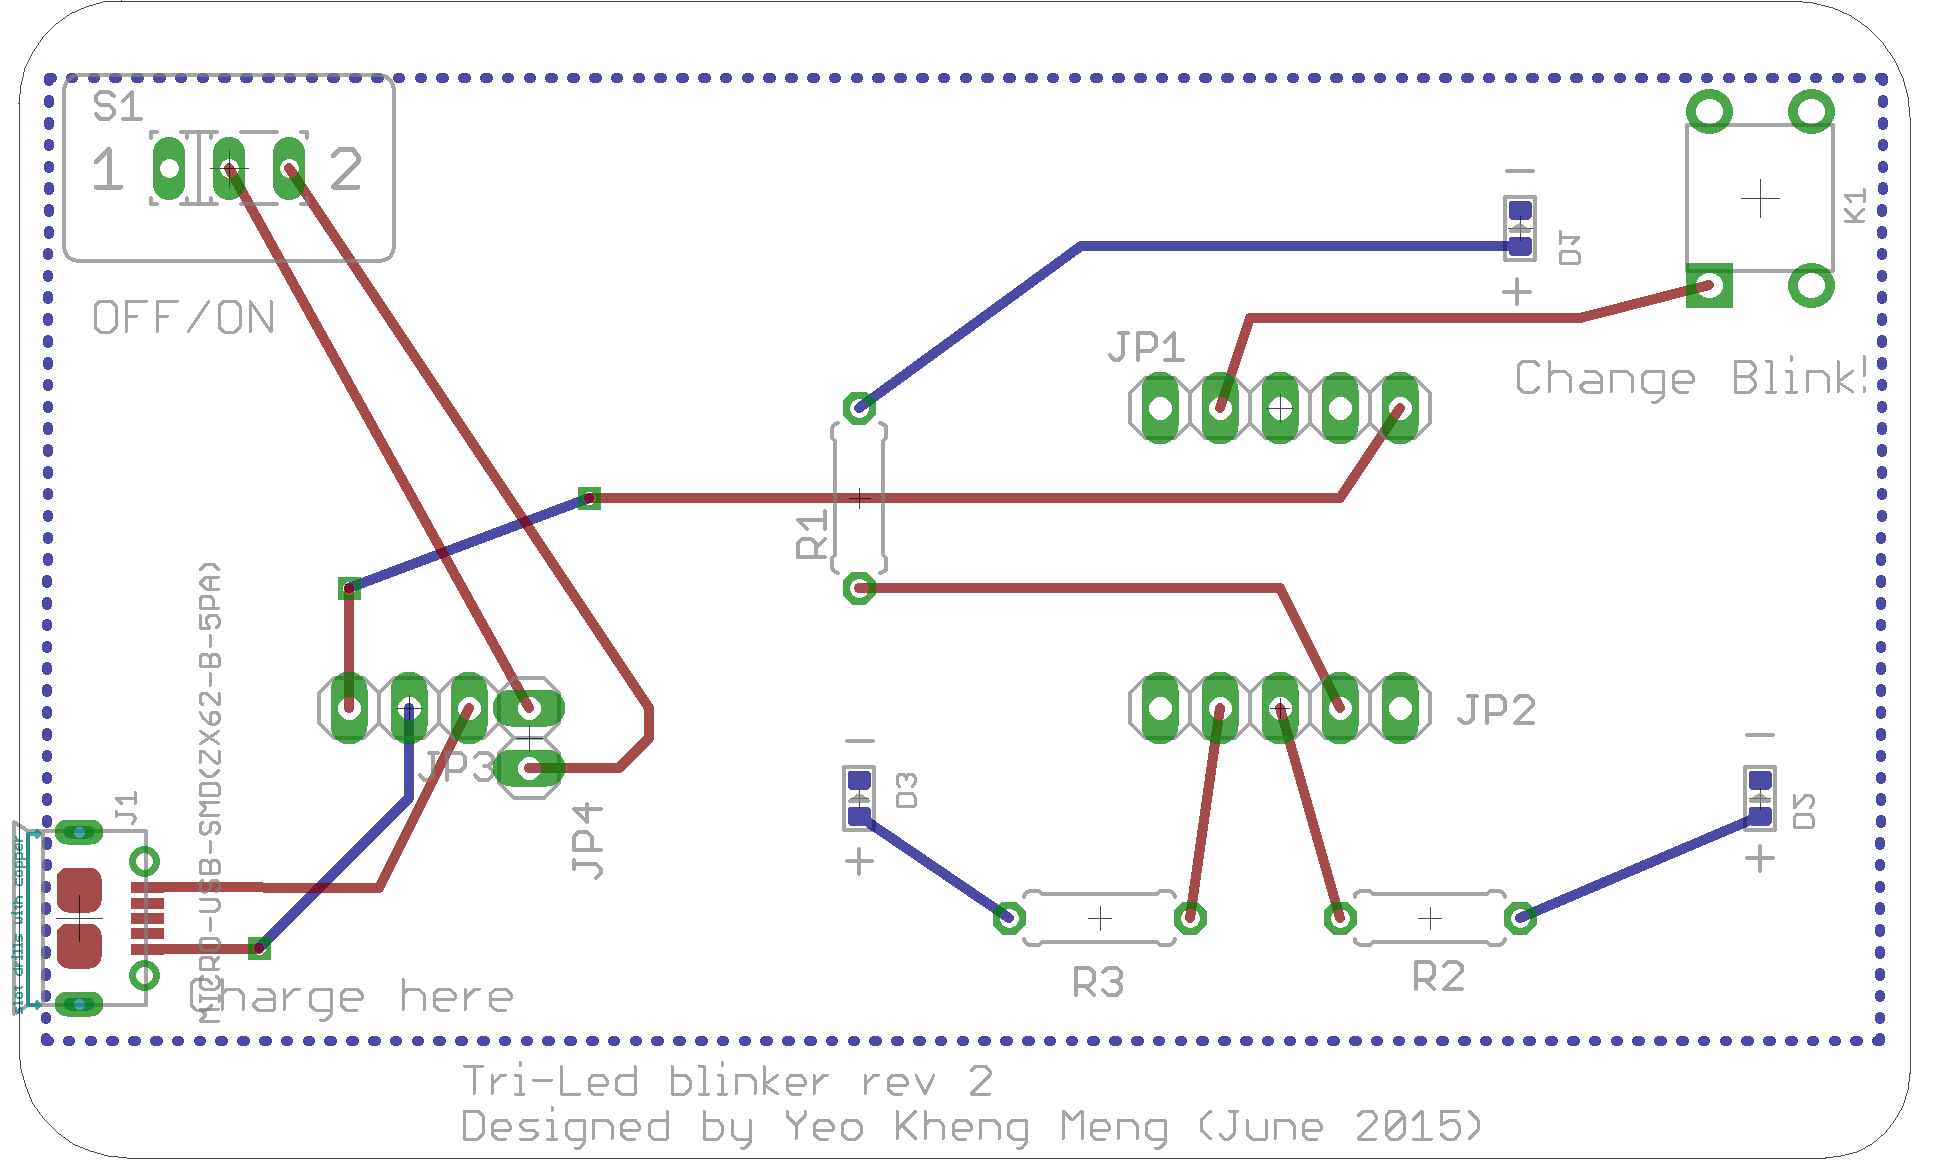 S1
1 2
OFF/ON
K1
D1
JP1
Change Blink!
R1
MICRO-USB-SMD(ZX62-B-5PA)
JP3
JP2
JP4
J1
D3
D2
slot drills with copper
R3
R2
Charge here
Tri-Led blinker rev 2
Designed by Yeo Kheng Meng (June 2015)